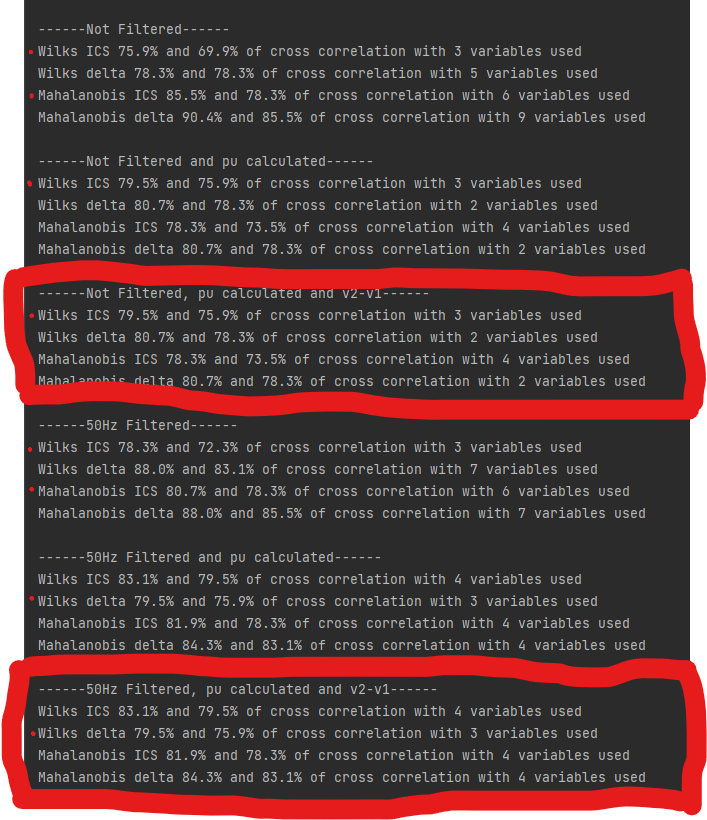 ------Not Filtered------
Wilks ICS 75.9% and 69.9% of cross correlation with 3 variables used
Wilks delta 78.3% and 78.3% of cross correlation with 5 variables used
Mahalanobis ICS 85.5% and 78.3% of cross correlation with 6 variables used
Mahalanobis delta 90.4% and 85.5% of cross correlation with 9 variables used
------Not Filtered and pu calculated------
Wilks ICS 79.5% and 75.9% of cross correlation with 3 variables used
Wilks delta 80.7% and 78.3% of cross correlation with 2 variables used
Mahalanobis ICS 78.3% and 73.5% of cross correlation with 4 variables used
Mahalanobis delta 80.7% and 78.3% of cross correlation with 2 variables used
------Not Filtered, pu calculated and v2-v1------
Wilks ICS 79.5% and 75.9% of cross correlation with 3 variables used
Wilks delta 80.7% and 78.3% of cross correlation with 2 variables used
Mahalanobis ICS 78.3% and 73.5% of cross correlation with 4 variables used
Mahalanobis delta 80.7% and 78.3% of cross correlation with 2 variables used
------50Hz Filtered------
Wilks ICS 78.3% and 72.3% of cross correlation with 3 variables used
Wilks delta 88.0% and 83.1% of cross correlation with 7 variables used
Mahalanobis ICS 80.7% and 78.3% of cross correlation with 6 variables used
Mahalanobis delta 88.0% and 85.5% of cross correlation with 7 variables used
------50Hz Filtered and pu calculated------
Wilks ICS 83.1% and 79.5% of cross correlation with 4 variables used
Wilks delta 79.5% and 75.9% of cross correlation with 3 variables used
Mahalanobis ICS 81.9% and 78.3% of cross correlation with 4 variables used
Mahalanobis delta 84.3% and 83.1% of cross correlation with 4 variables used
------50Hz Filtered, pu calculated and v2-v1------
Wilks ICS 83.1% and 79.5% of cross correlation with 4 variables used
Wilks delta 79.5% and 75.9% of cross correlation with 3 variables used
Mahalanobis ICS 81.9% and 78.3% of cross correlation with 4 variables used
Mahalanobis delta 84.3% and 83.1% of cross correlation with 4 variables used